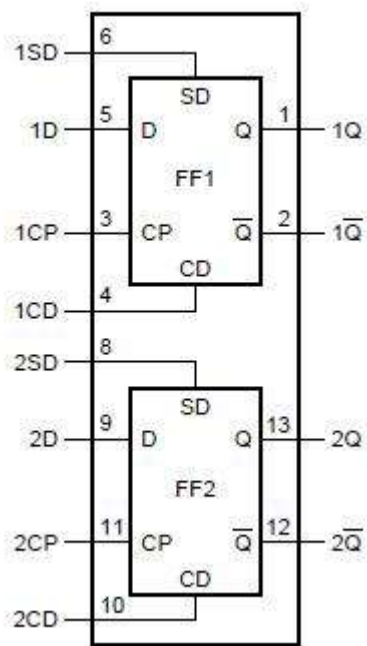 1SD 6
SD
1D 5 D Q 1 1Q
FF1
1CP 3 CP Q̅ 2 1Q̅
CD
1CD 4
2SD 8
SD
2D 9 D Q 13 2Q
FF2
2CP 11 CP Q̅ 12 2Q̅
CD
2CD 10